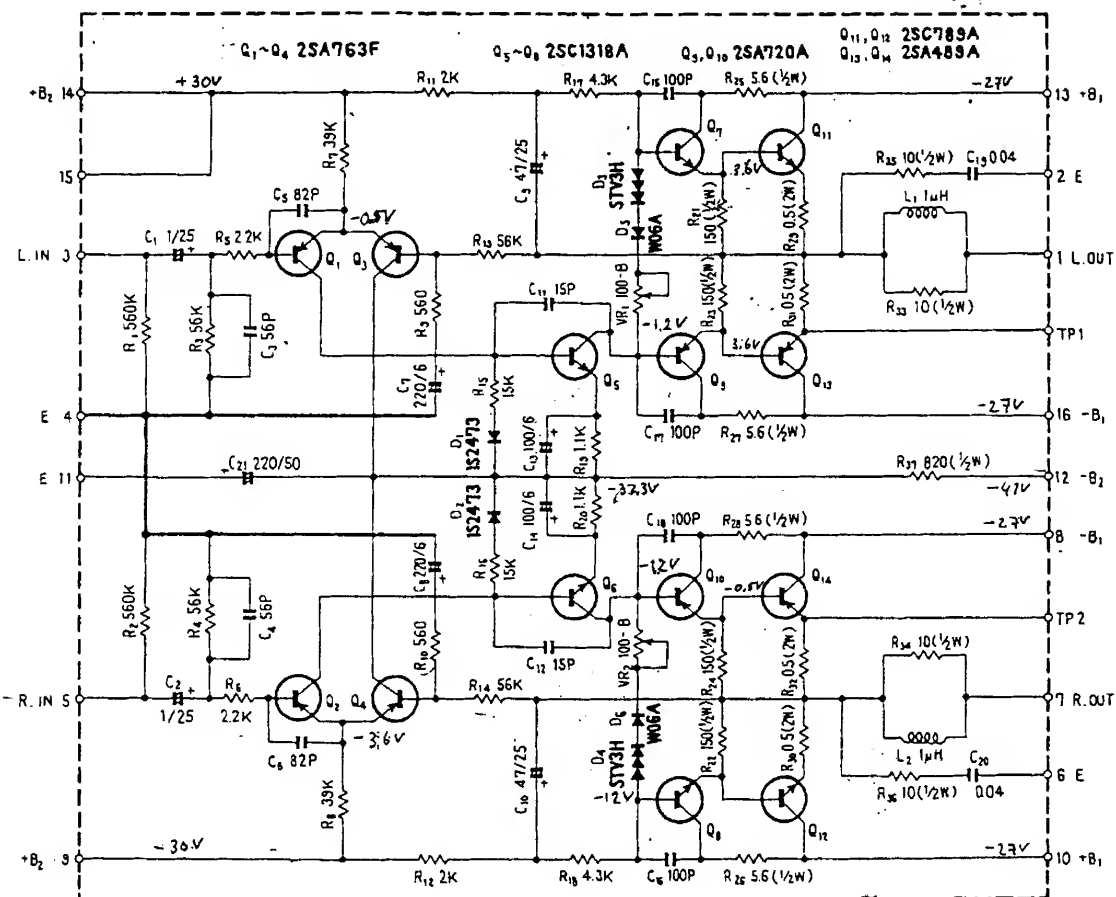 Q₁~Q₄ 2SA763F
Q₅~Q₈ 2SC1318A
Q₉,Q₁₀ 2SA720A
Q₁₁,Q₁₂ 2SC789A
Q₁₃,Q₁₄ 2SA489A
+B₂ 14
+30V
R₁₁ 2K
R₁₇ 4.3K
C₁₅ 100P
R₂₅ 5.6(½W)
-27V
13 +B₁
15
R₇ 39K
C₅ 82P
-0.5V
C₉ 47/25
D₃
STV3H
D₅
W06A
Q₇
3.6V
R₂₁
150(½W)
Q₁₁
R₂₉ 0.5(2W)
R₃₅ 10(½W)
C₁₉ 0.04
2 E
L₁ 1µH
L.IN 3
C₁ 1/25
R₅ 2.2K
Q₁
Q₃
R₁₃ 56K
1 L.OUT
R₃₃ 10(½W)
R₁ 560K
R₃ 56K
C₃ 56P
R₉ 560
C₇
220/6
C₁₁ 15P
VR₁ 100-B
-1.2V
R₂₃ 150(½W)
R₃₁ 0.5(2W)
3.6V
TP1
Q₅
Q₉
Q₁₃
R₁₅
15K
D₁
1S2473
C₁₃ 100/6
R₁₉ 1.1K
C₁₇ 100P
R₂₇ 5.6(½W)
-27V
E 4
16 -B₁
E 11
C₂₁ 220/50
R₃₇ 820(½W)
12 -B₂
-41V
D₂
1S2473
C₁₄ 100/6
R₂₀ 1.1K
-37.3V
C₁₈ 100P
R₂₈ 5.6(½W)
-27V
8 -B₁
R₂ 560K
R₄ 56K
C₄ 56P
C₈ 220/6
R₁₀ 560
R₁₆
15K
Q₆
-1.2V
Q₁₀
-0.5V
Q₁₄
TP2
C₁₂ 15P
VR₂ 100-B
R₂₄ 150(½W)
R₃₂ 0.5(2W)
R₃₄ 10(½W)
R.IN 5
C₂
1/25
R₆
2.2K
Q₂
Q₄
R₁₄ 56K
7 R.OUT
C₆ 82P
-3.6V
D₆
W06A
D₄
STV3H
-1.2V
R₂₂ 150(½W)
R₃₀ 0.5(2W)
L₂ 1µH
R₃₆ 10(½W)
C₂₀
0.04
6 E
R₈ 39K
C₁₀ 47/25
Q₈
Q₁₂
+B₂ 9
-30V
R₁₂ 2K
R₁₈ 4.3K
C₁₆ 100P
R₂₆ 5.6(½W)
-27V
10 +B₁